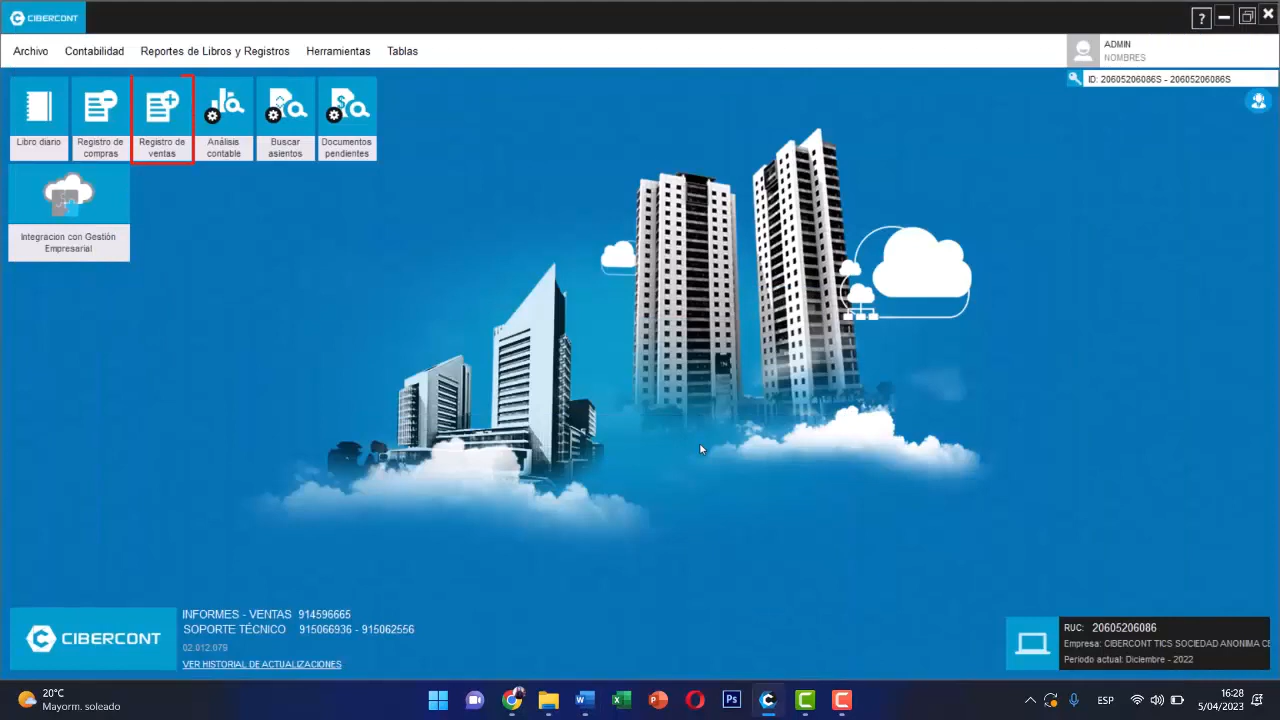 CIBERCONT
?
Archivo Contabilidad Reportes de Libros y Registros Herramientas Tablas
ADMIN
NOMBRES
ID: 20605206086S - 20605206086S
Libro diario
Registro de
compras
Registro de
ventas
Análisis
contable
Buscar
asientos
Documentos
pendientes
Integracion con Gestión
Empresarial
CIBERCONT
INFORMES - VENTAS 914596665
SOPORTE TÉCNICO 915066936 - 915062556
02.012.079
VER HISTORIAL DE ACTUALIZACIONES
RUC: 20605206086
Empresa: CIBERCONT TICS SOCIEDAD ANONIMA CE
Periodo actual: Diciembre - 2022
20°C
Mayorm. soleado
Ps
ESP
16:28
5/04/2023